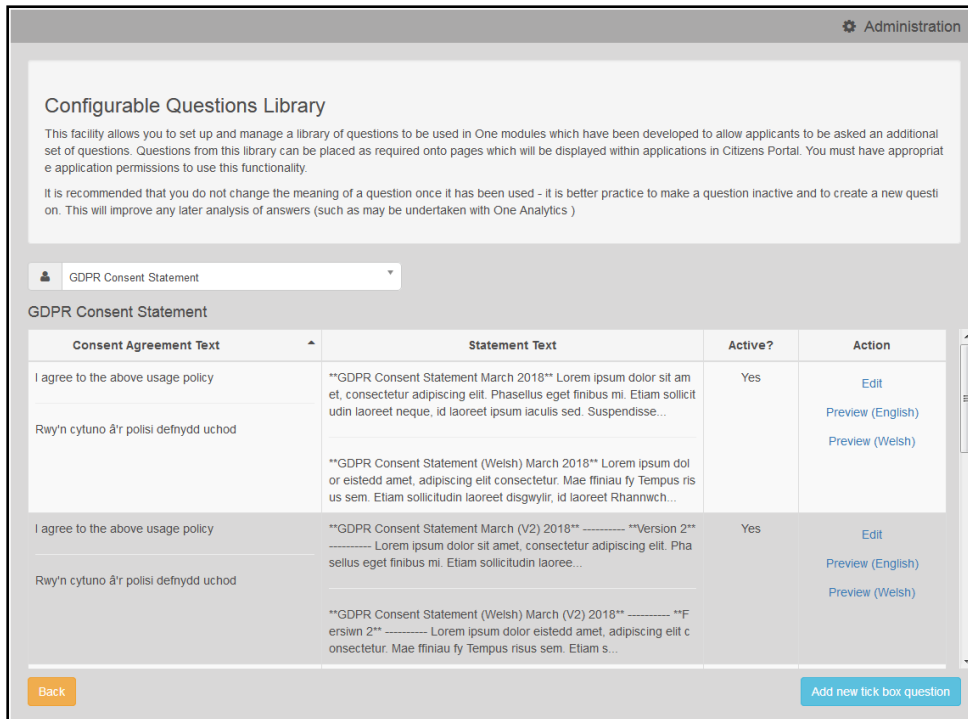 Administration
Configurable Questions Library
This facility allows you to set up and manage a library of questions to be used in One modules which have been developed to allow applicants to be asked an additional
set of questions. Questions from this library can be placed as required onto pages which will be displayed within applications in Citizens Portal. You must have appropriat
e application permissions to use this functionality.
It is recommended that you do not change the meaning of a question once it has been used - it is better practice to make a question inactive and to create a new questi
on. This will improve any later analysis of answers (such as may be undertaken with One Analytics )
GDPR Consent Statement
GDPR Consent Statement
Consent Agreement Text
Statement Text
Active?
Action
I agree to the above usage policy
Rwy'n cytuno â'r polisi defnydd uchod
**GDPR Consent Statement March 2018** Lorem ipsum dolor sit am
et, consectetur adipiscing elit. Phasellus eget finibus mi. Etiam sollicit
udin laoreet neque, id laoreet ipsum iaculis sed. Suspendisse...
**GDPR Consent Statement (Welsh) March 2018** Lorem ipsum dol
or eistedd amet, adipiscing elit consectetur. Mae ffiniau fy Tempus ris
us sem. Etiam sollicitudin laoreet disgwylir, id laoreet Rhannwch...
Yes
Edit
Preview (English)
Preview (Welsh)
I agree to the above usage policy
Rwy'n cytuno â'r polisi defnydd uchod
**GDPR Consent Statement March (V2) 2018** ---------- **Version 2**
---------- Lorem ipsum dolor sit amet, consectetur adipiscing elit. Pha
sellus eget finibus mi. Etiam sollicitudin laoree...
**GDPR Consent Statement (Welsh) March (V2) 2018** ---------- **F
ersiwn 2** ---------- Lorem ipsum dolor eistedd amet, adipiscing elit c
onsectetur. Mae ffiniau fy Tempus risus sem. Etiam s...
Yes
Edit
Preview (English)
Preview (Welsh)
Back
Add new tick box question